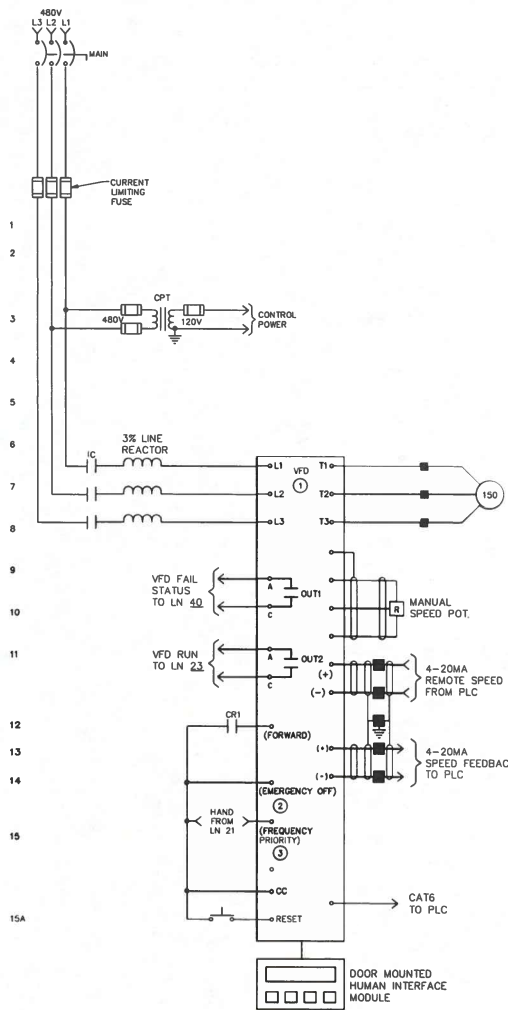 480V
L3 L2 L1
MAIN
CURRENT
LIMITING
FUSE
1
2
CPT
3
480V
120V
CONTROL
POWER
4
5
6
3% LINE
REACTOR
IC
L1
VFD
1
T1
7
L2
T2
150
8
L3
T3
9
VFD FAIL
STATUS
TO LN 40
A
OUT1
C
10
MANUAL
SPEED POT.
R
11
VFD RUN
TO LN 23
A
OUT2
C
(+)
(-)
4-20MA
REMOTE SPEED
FROM PLC
12
CR1
(FORWARD)
13
(+)
(-)
4-20MA
SPEED FEEDBACK
TO PLC
14
(EMERGENCY OFF)
2
15
HAND
FROM
LN 21
(FREQUENCY
PRIORITY)
3
CC
CAT6
TO PLC
15A
RESET
DOOR MOUNTED
HUMAN INTERFACE
MODULE